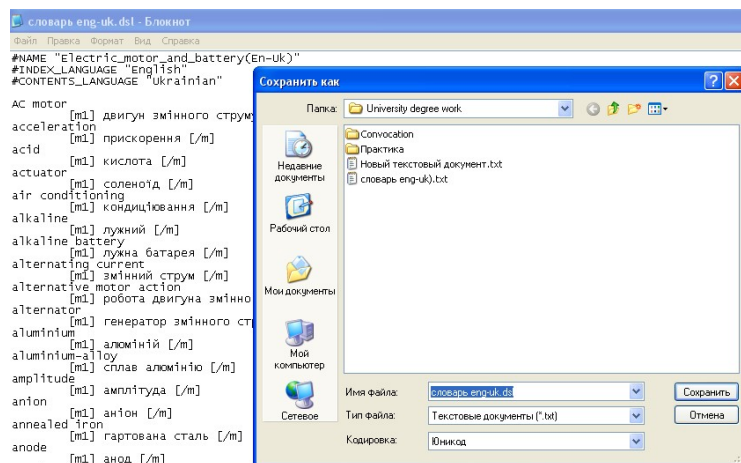 словарь eng-uk.dsl - Блокнот
Файл Правка Формат Вид Справка
#NAME "Electric_motor_and_battery(En-Uk)"
#INDEX_LANGUAGE "English"
#CONTENTS_LANGUAGE "Ukrainian"
AC motor
[m1] двигун змінного струму
acceleration
[m1] прискорення [/m]
acid
[m1] кислота [/m]
actuator
[m1] соленоїд [/m]
air conditioning
[m1] кондиціювання [/m]
alkaline
[m1] лужний [/m]
alkaline battery
[m1] лужна батарея [/m]
alternating current
[m1] змінний струм [/m]
alternative motor action
[m1] робота двигуна змінно
alternator
[m1] генератор змінного ст
aluminium
[m1] алюміній [/m]
aluminium-alloy
[m1] сплав алюмінію [/m]
amplitude
[m1] амплітуда [/m]
anion
[m1] аніон [/m]
annealed iron
[m1] гартована сталь [/m]
anode
[m1] анод [/m]
Сохранить как
Папка: University degree work
Недавние документы
Рабочий стол
Мои документы
Мой компьютер
Сетевое
Convocation
Практика
Новый текстовый документ.txt
словарь eng-uk).txt
Имя файла: словарь eng-uk.dsl Сохранить
Тип файла: Текстовые документы (*.txt) Отмена
Кодировка: Юникод